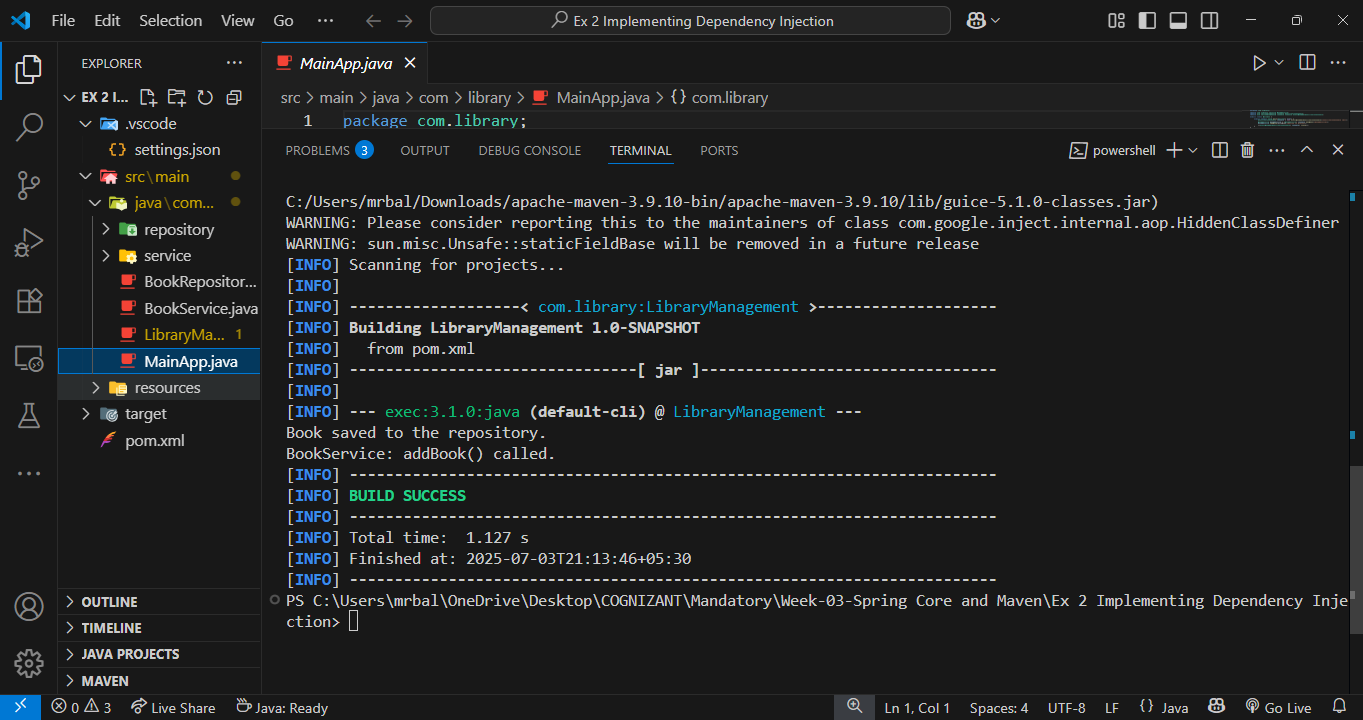 File Edit Selection View Go ··· Ex 2 Implementing Dependency Injection
EXPLORER
EX 2 I...
.vscode
{} settings.json
src\main
java\com...
repository
service
BookRepositor...
BookService.java
LibraryMa... 1
MainApp.java
resources
target
pom.xml
OUTLINE
TIMELINE
JAVA PROJECTS
MAVEN
MainApp.java
src > main > java > com > library > MainApp.java > {} com.library
1 package com.library;
PROBLEMS 3 OUTPUT DEBUG CONSOLE TERMINAL PORTS powershell
C:/Users/mrbal/Downloads/apache-maven-3.9.10-bin/apache-maven-3.9.10/lib/guice-5.1.0-classes.jar)
WARNING: Please consider reporting this to the maintainers of class com.google.inject.internal.aop.HiddenClassDefiner
WARNING: sun.misc.Unsafe::staticFieldBase will be removed in a future release
[INFO] Scanning for projects...
[INFO]
[INFO] -------------------< com.library:LibraryManagement >--------------------
[INFO] Building LibraryManagement 1.0-SNAPSHOT
[INFO]   from pom.xml
[INFO] --------------------------------[ jar ]---------------------------------
[INFO]
[INFO] --- exec:3.1.0:java (default-cli) @ LibraryManagement ---
Book saved to the repository.
BookService: addBook() called.
[INFO] ------------------------------------------------------------------------
[INFO] BUILD SUCCESS
[INFO] ------------------------------------------------------------------------
[INFO] Total time:  1.127 s
[INFO] Finished at: 2025-07-03T21:13:46+05:30
[INFO] ------------------------------------------------------------------------
PS C:\Users\mrbal\OneDrive\Desktop\COGNIZANT\Mandatory\Week-03-Spring Core and Maven\Ex 2 Implementing Dependency Inje
ction>
0 3 Live Share Java: Ready Ln 1, Col 1 Spaces: 4 UTF-8 LF {} Java Go Live